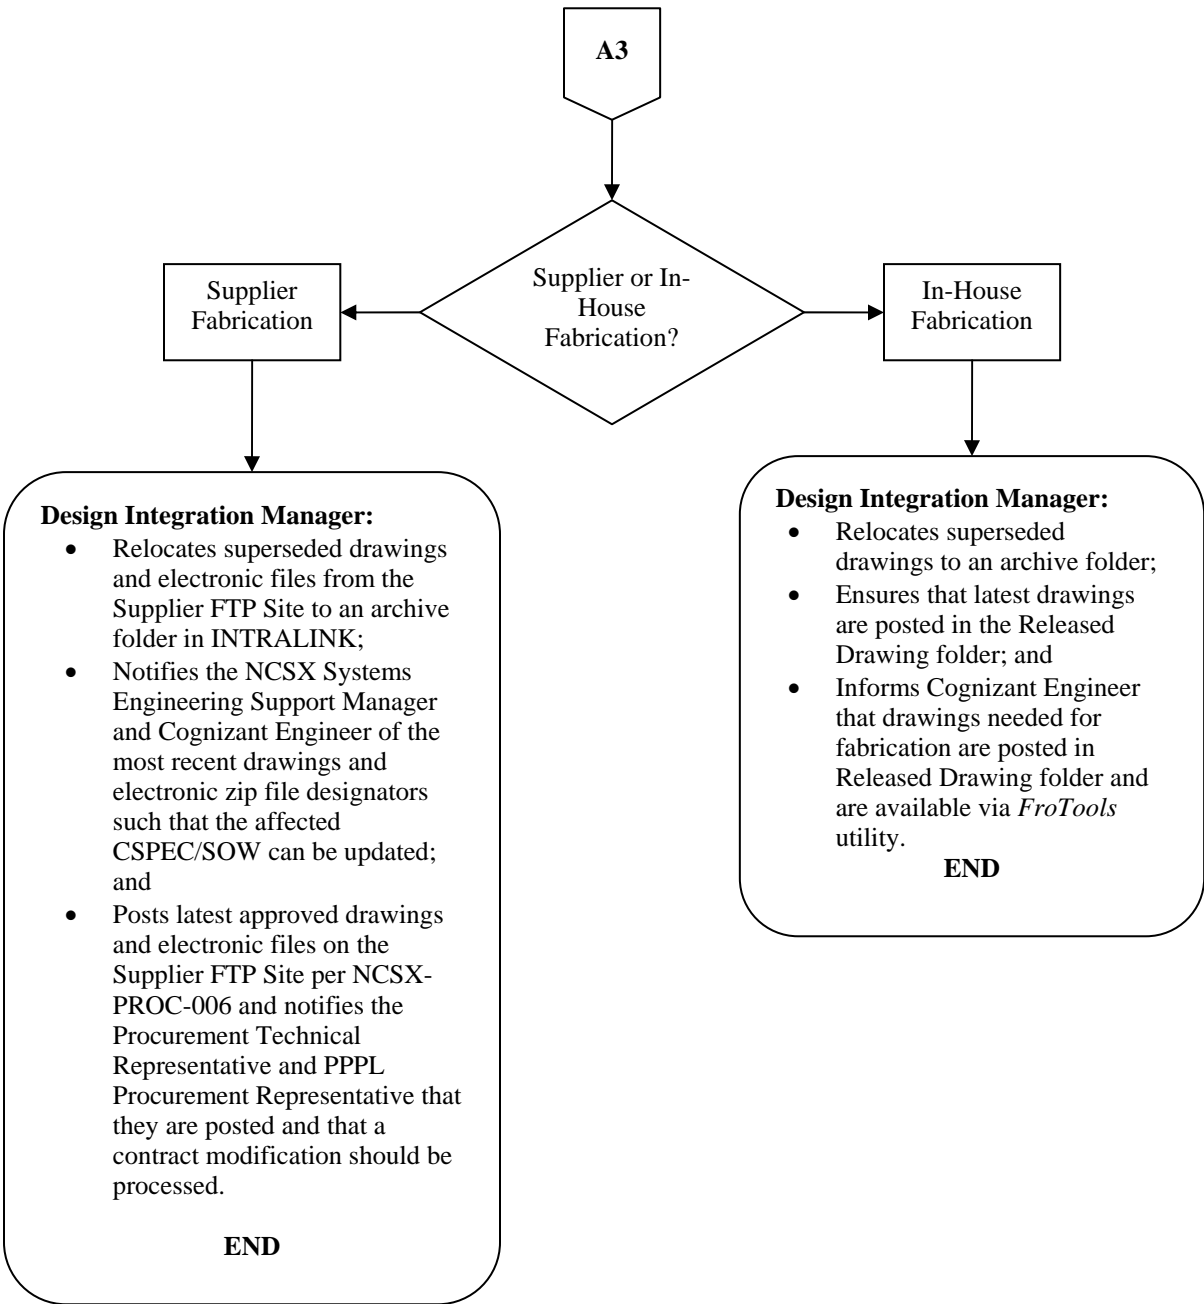 A3
Supplier or In-
House
Fabrication?
Supplier
Fabrication
In-House
Fabrication
Design Integration Manager:
• Relocates superseded drawings
and electronic files from the
Supplier FTP Site to an archive
folder in INTRALINK;
• Notifies the NCSX Systems
Engineering Support Manager
and Cognizant Engineer of the
most recent drawings and
electronic zip file designators
such that the affected
CSPEC/SOW can be updated;
and
• Posts latest approved drawings
and electronic files on the
Supplier FTP Site per NCSX-
PROC-006 and notifies the
Procurement Technical
Representative and PPPL
Procurement Representative that
they are posted and that a
contract modification should be
processed.
END
Design Integration Manager:
• Relocates superseded
drawings to an archive folder;
• Ensures that latest drawings
are posted in the Released
Drawing folder; and
• Informs Cognizant Engineer
that drawings needed for
fabrication are posted in
Released Drawing folder and
are available via FroTools
utility.
END